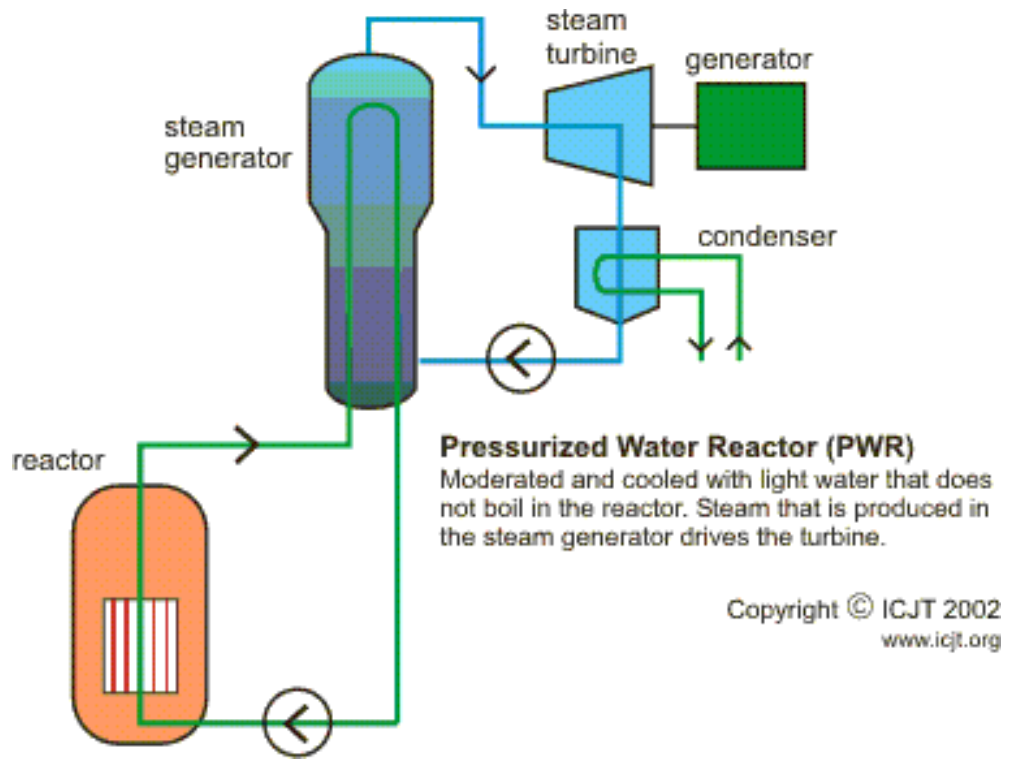 steam
turbine
generator
steam
generator
condenser
reactor
Pressurized Water Reactor (PWR)
Moderated and cooled with light water that does
not boil in the reactor. Steam that is produced in
the steam generator drives the turbine.
Copyright © ICJT 2002
www.icjt.org